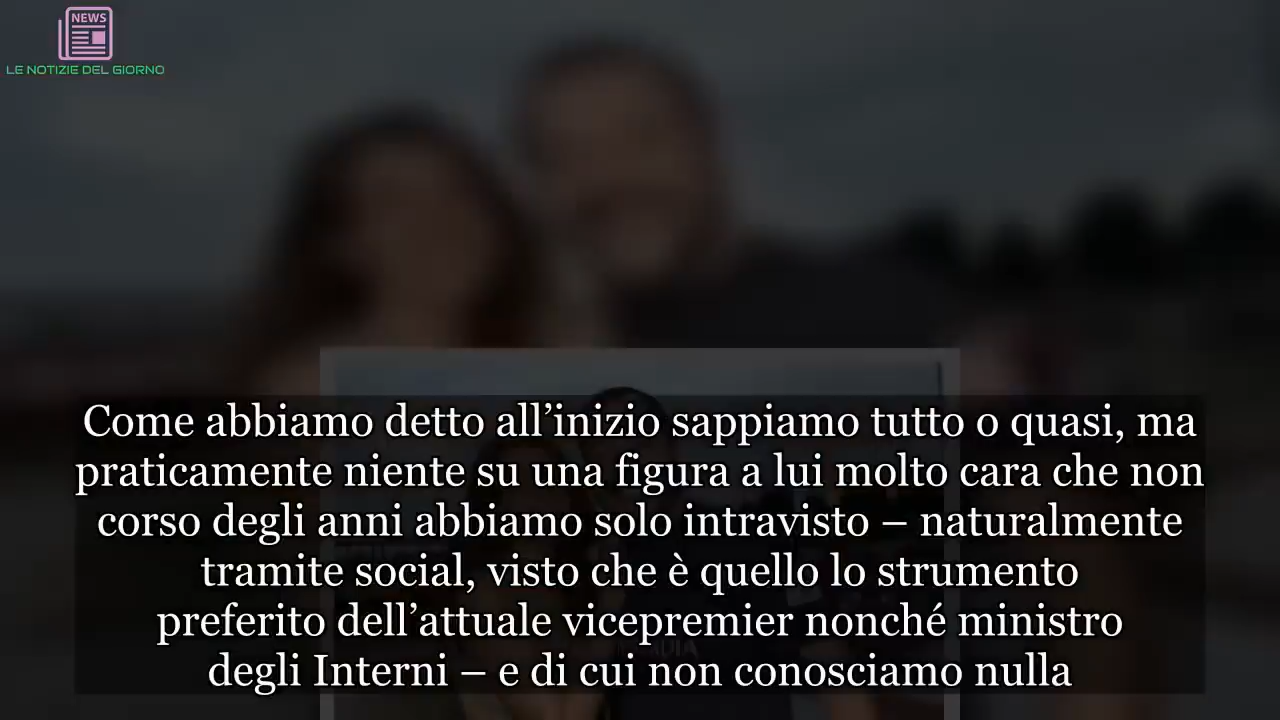 NEWS
LE NOTIZIE DEL GIORNO
Come abbiamo detto all’inizio sappiamo tutto o quasi, ma
praticamente niente su una figura a lui molto cara che non
corso degli anni abbiamo solo intravisto – naturalmente
tramite social, visto che è quello lo strumento
preferito dell’attuale vicepremier nonché ministro
degli Interni – e di cui non conosciamo nulla